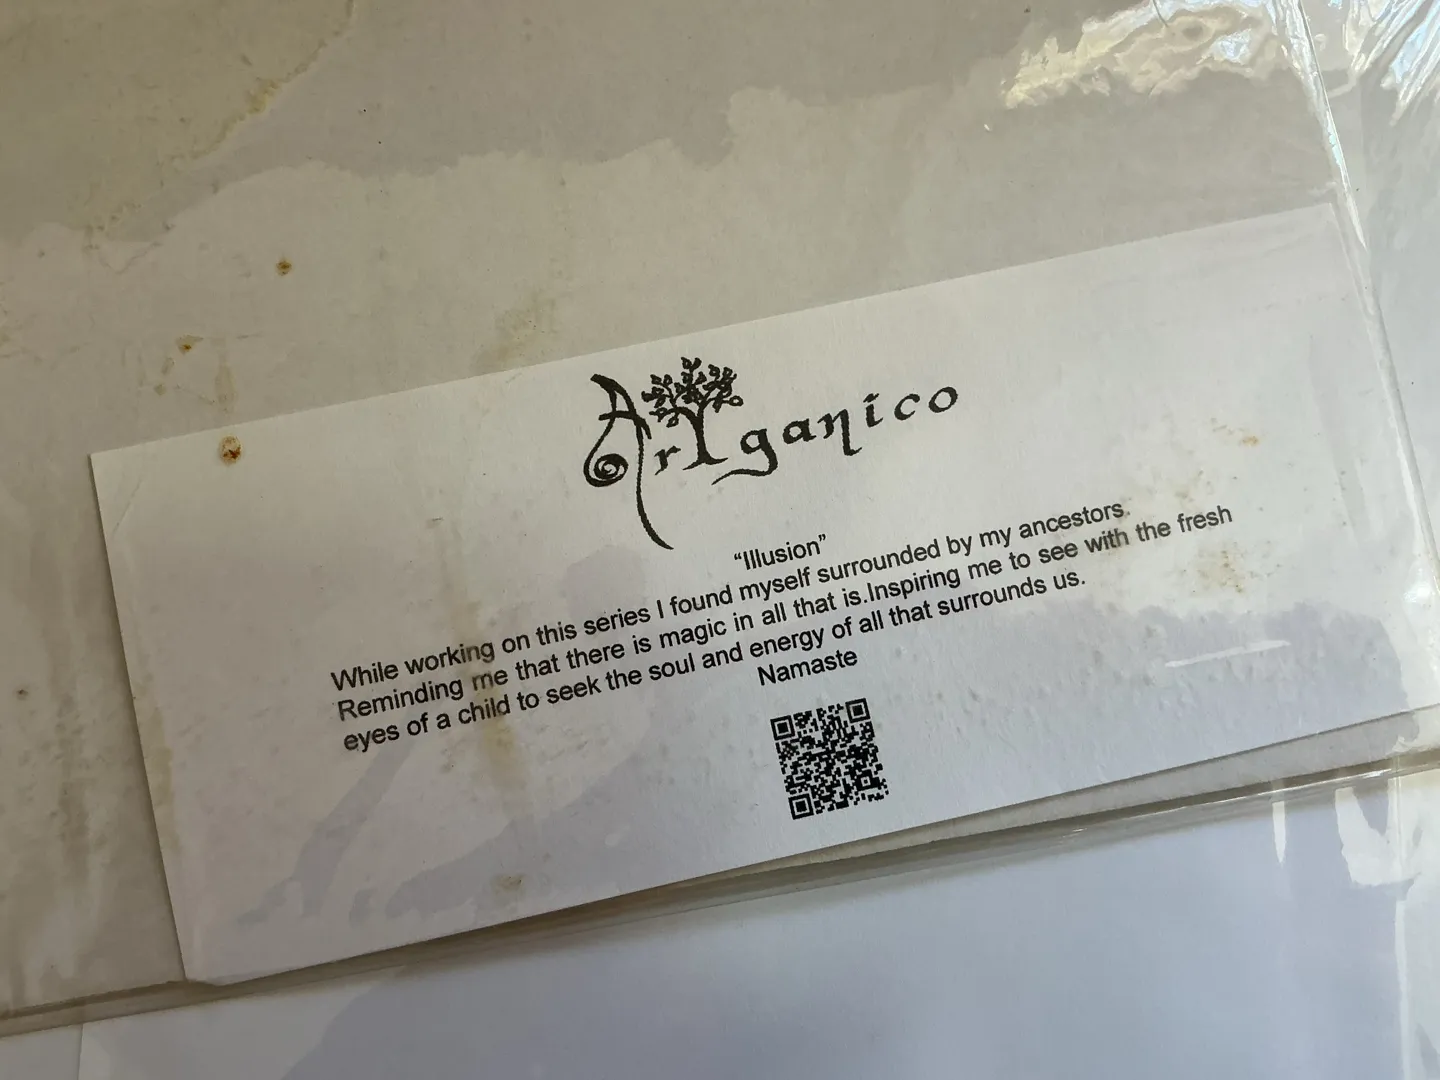 ArTganico
“Illusion”
While working on this series I found myself surrounded by my ancestors.
Reminding me that there is magic in all that is.Inspiring me to see with the fresh
eyes of a child to seek the soul and energy of all that surrounds us.
Namaste